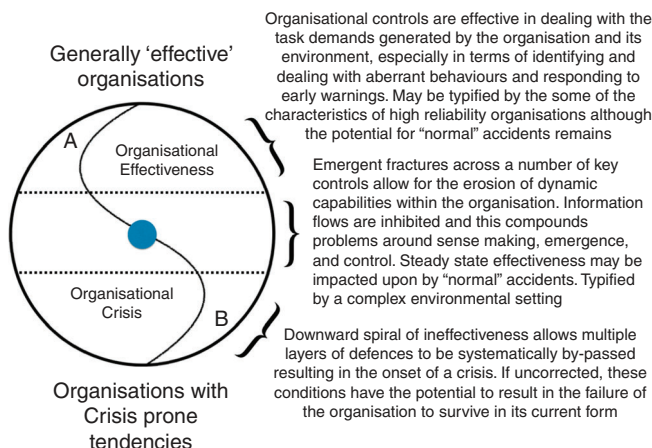 Generally ‘effective’
organisations
A
Organisational
Effectiveness
Organisational
Crisis
B
Organisations with
Crisis prone
tendencies
Organisational controls are effective in dealing with the
task demands generated by the organisation and its
environment, especially in terms of identifying and
dealing with aberrant behaviours and responding to
early warnings. May be typified by the some of the
characteristics of high reliability organisations although
the potential for “normal” accidents remains
Emergent fractures across a number of key
controls allow for the erosion of dynamic
capabilities within the organisation. Information
flows are inhibited and this compounds
problems around sense making, emergence,
and control. Steady state effectiveness may be
impacted upon by “normal” accidents. Typified
by a complex environmental setting
Downward spiral of ineffectiveness allows multiple
layers of defences to be systematically by-passed
resulting in the onset of a crisis. If uncorrected, these
conditions have the potential to result in the failure of
the organisation to survive in its current form